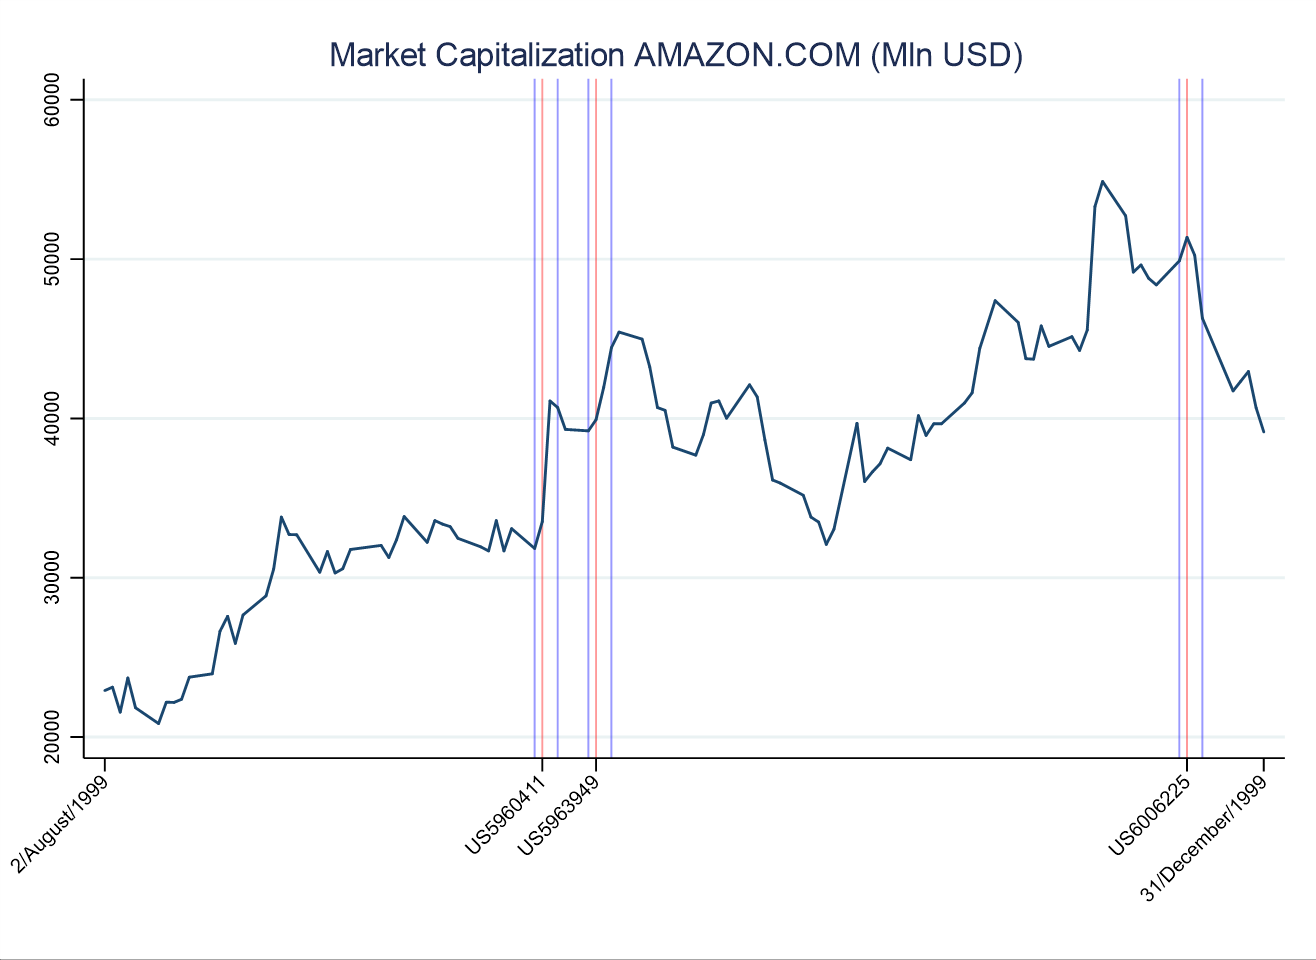 Market Capitalization AMAZON.COM (Mln USD)
60000
50000
40000
30000
20000
2/August/1999
US5960411
US5963949
US6006225
31/December/1999